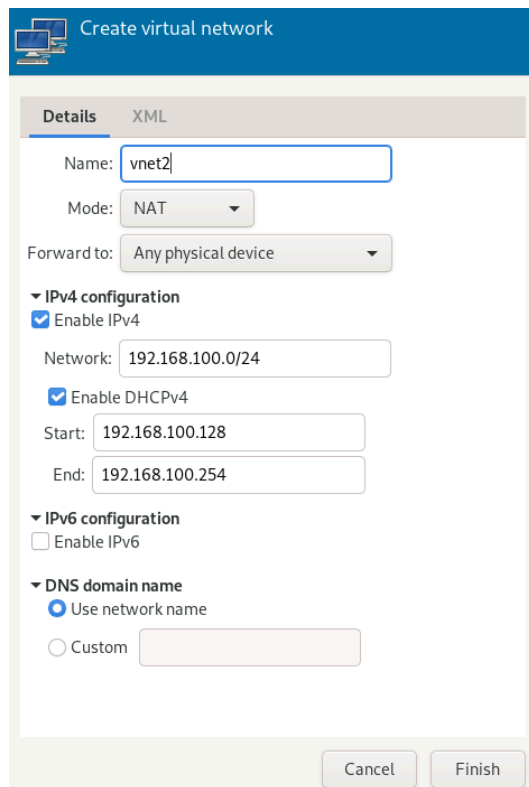 Create virtual network
Details XML
Name: vnet2
Mode: NAT
Forward to: Any physical device
IPv4 configuration
Enable IPv4
Network: 192.168.100.0/24
Enable DHCPv4
Start: 192.168.100.128
End: 192.168.100.254
IPv6 configuration
Enable IPv6
DNS domain name
Use network name
Custom
Cancel Finish